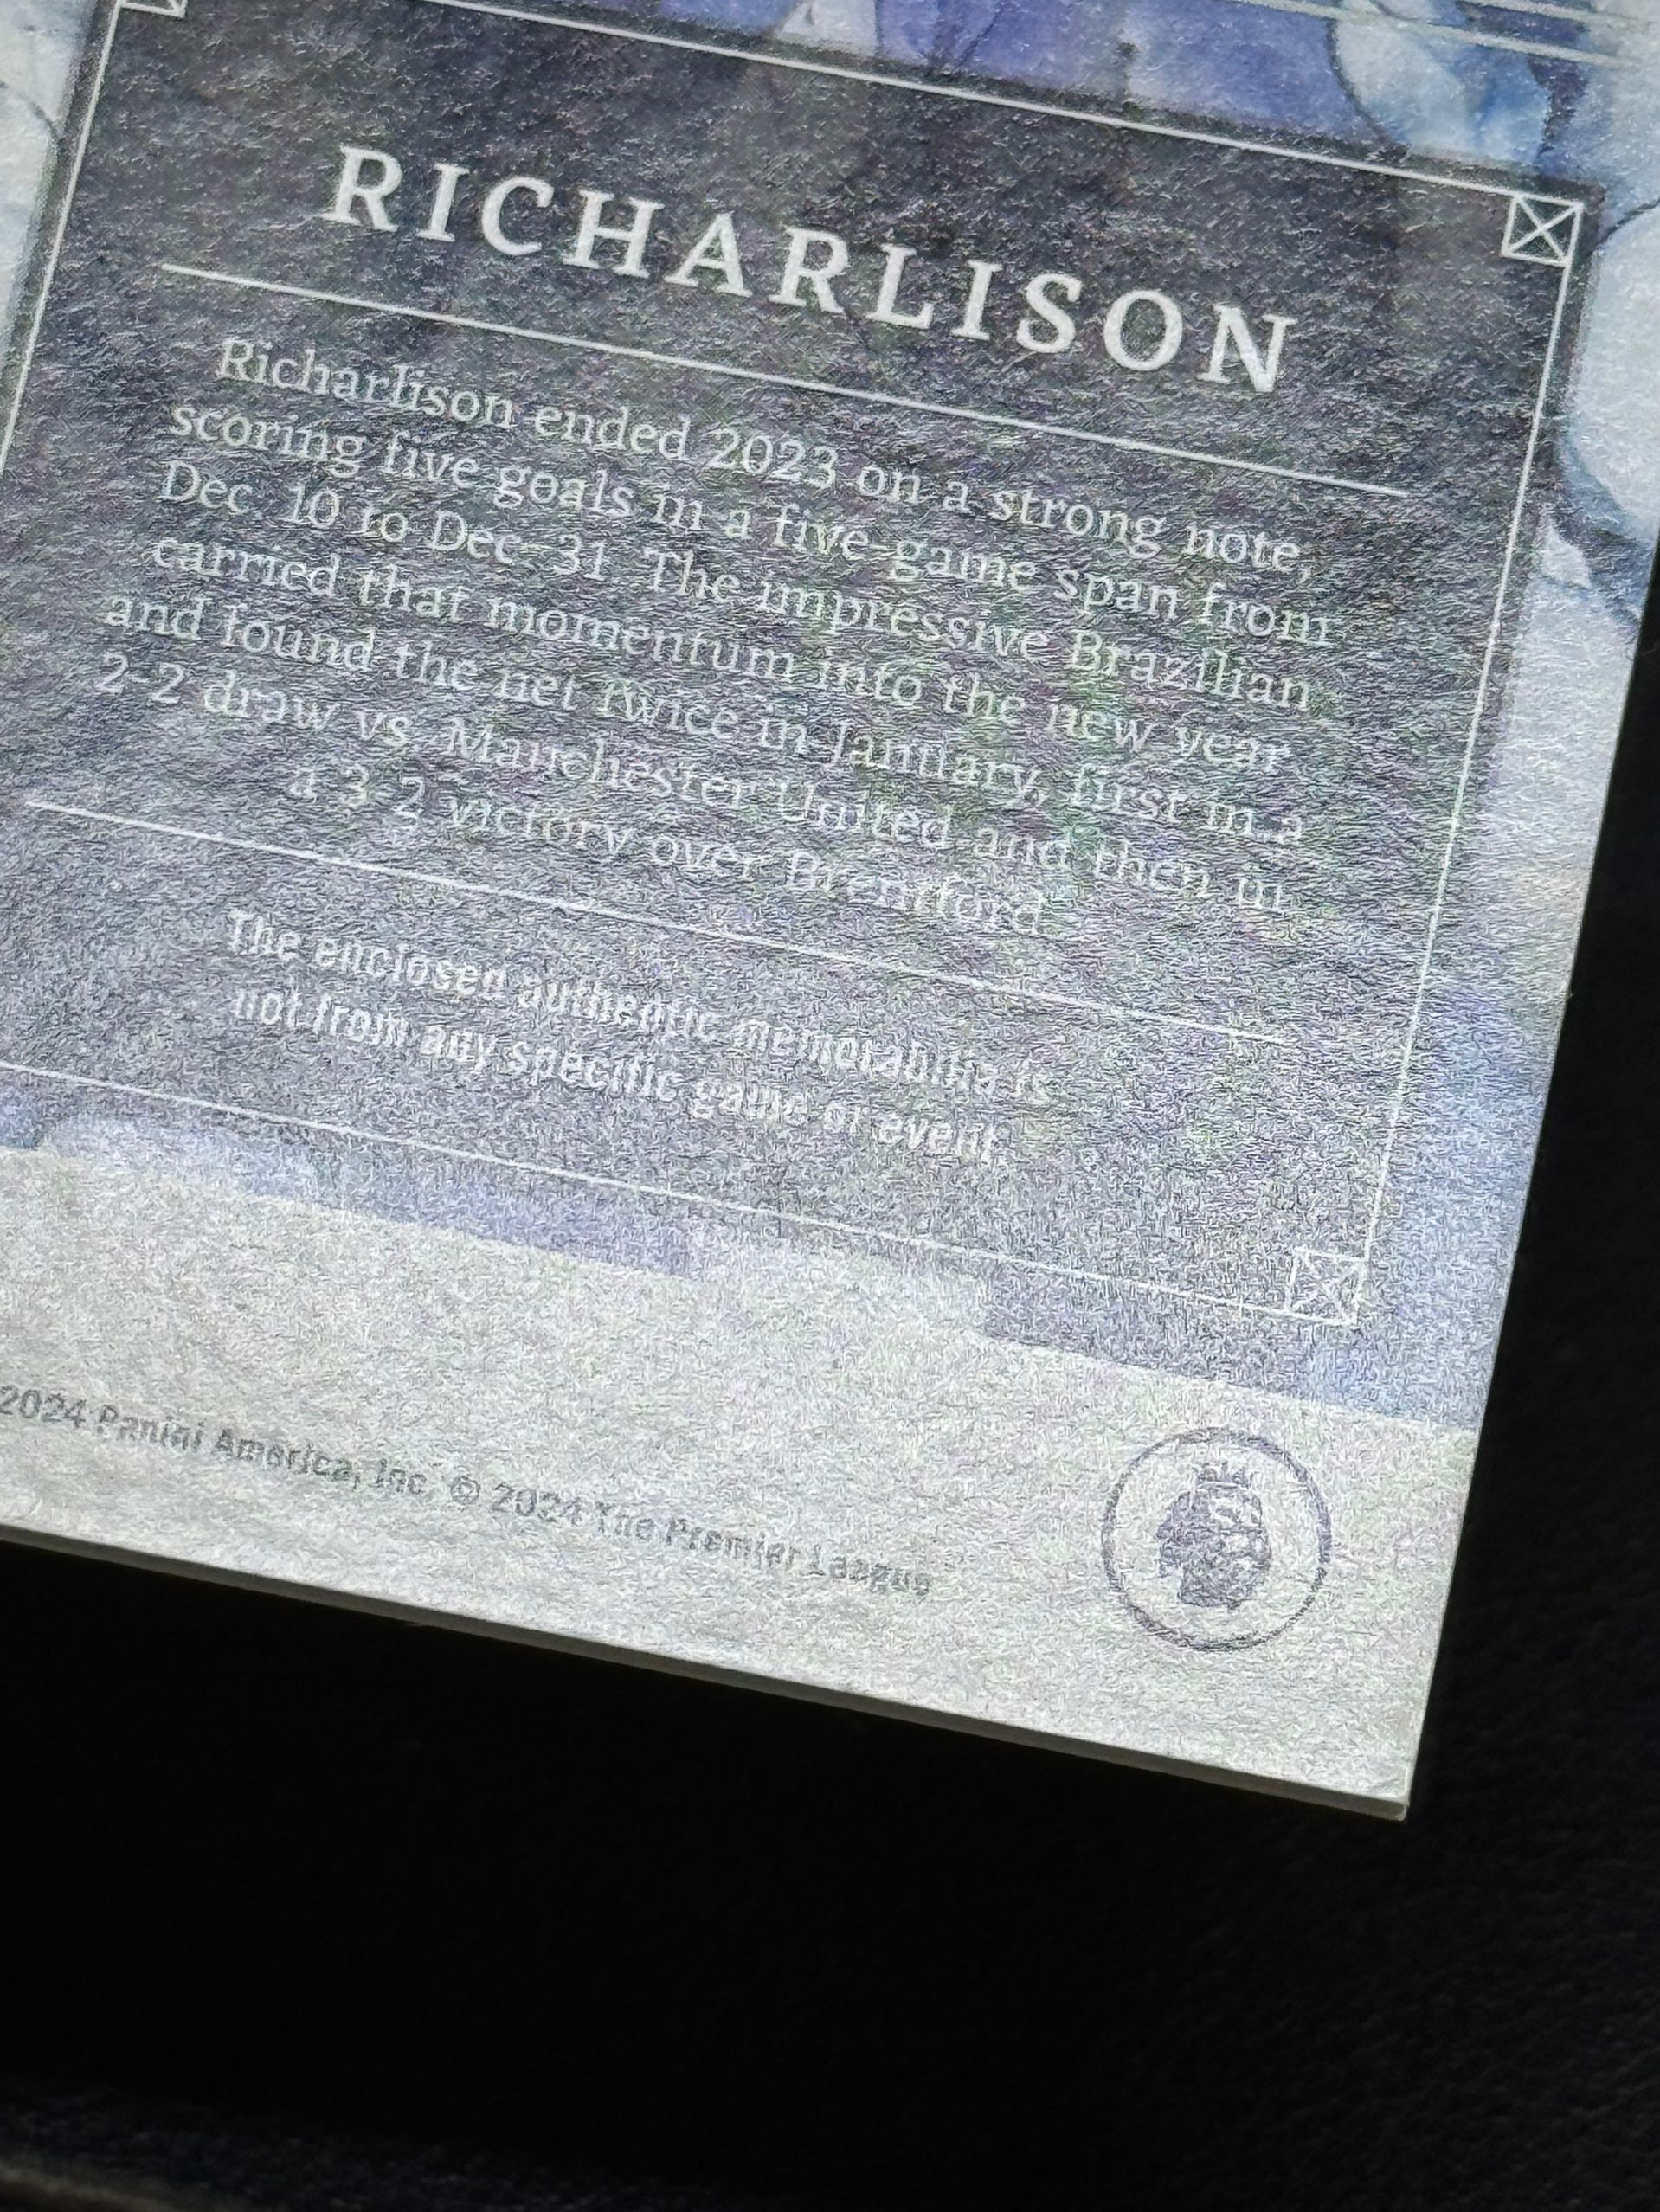 RICHARLISON
Richarlison ended 2023 on a strong note,
scoring five goals in a five-game span from
Dec. 10 to Dec. 31. The impressive Brazilian
carried that momentum into the new year
and found the net twice in January, first in a
2-2 draw vs. Manchester United and then in
a 3-2 victory over Brentford.
The enclosed authentic memorabilia is
not from any specific game or event.
2024 Panini America, Inc. © 2024 The Premier League